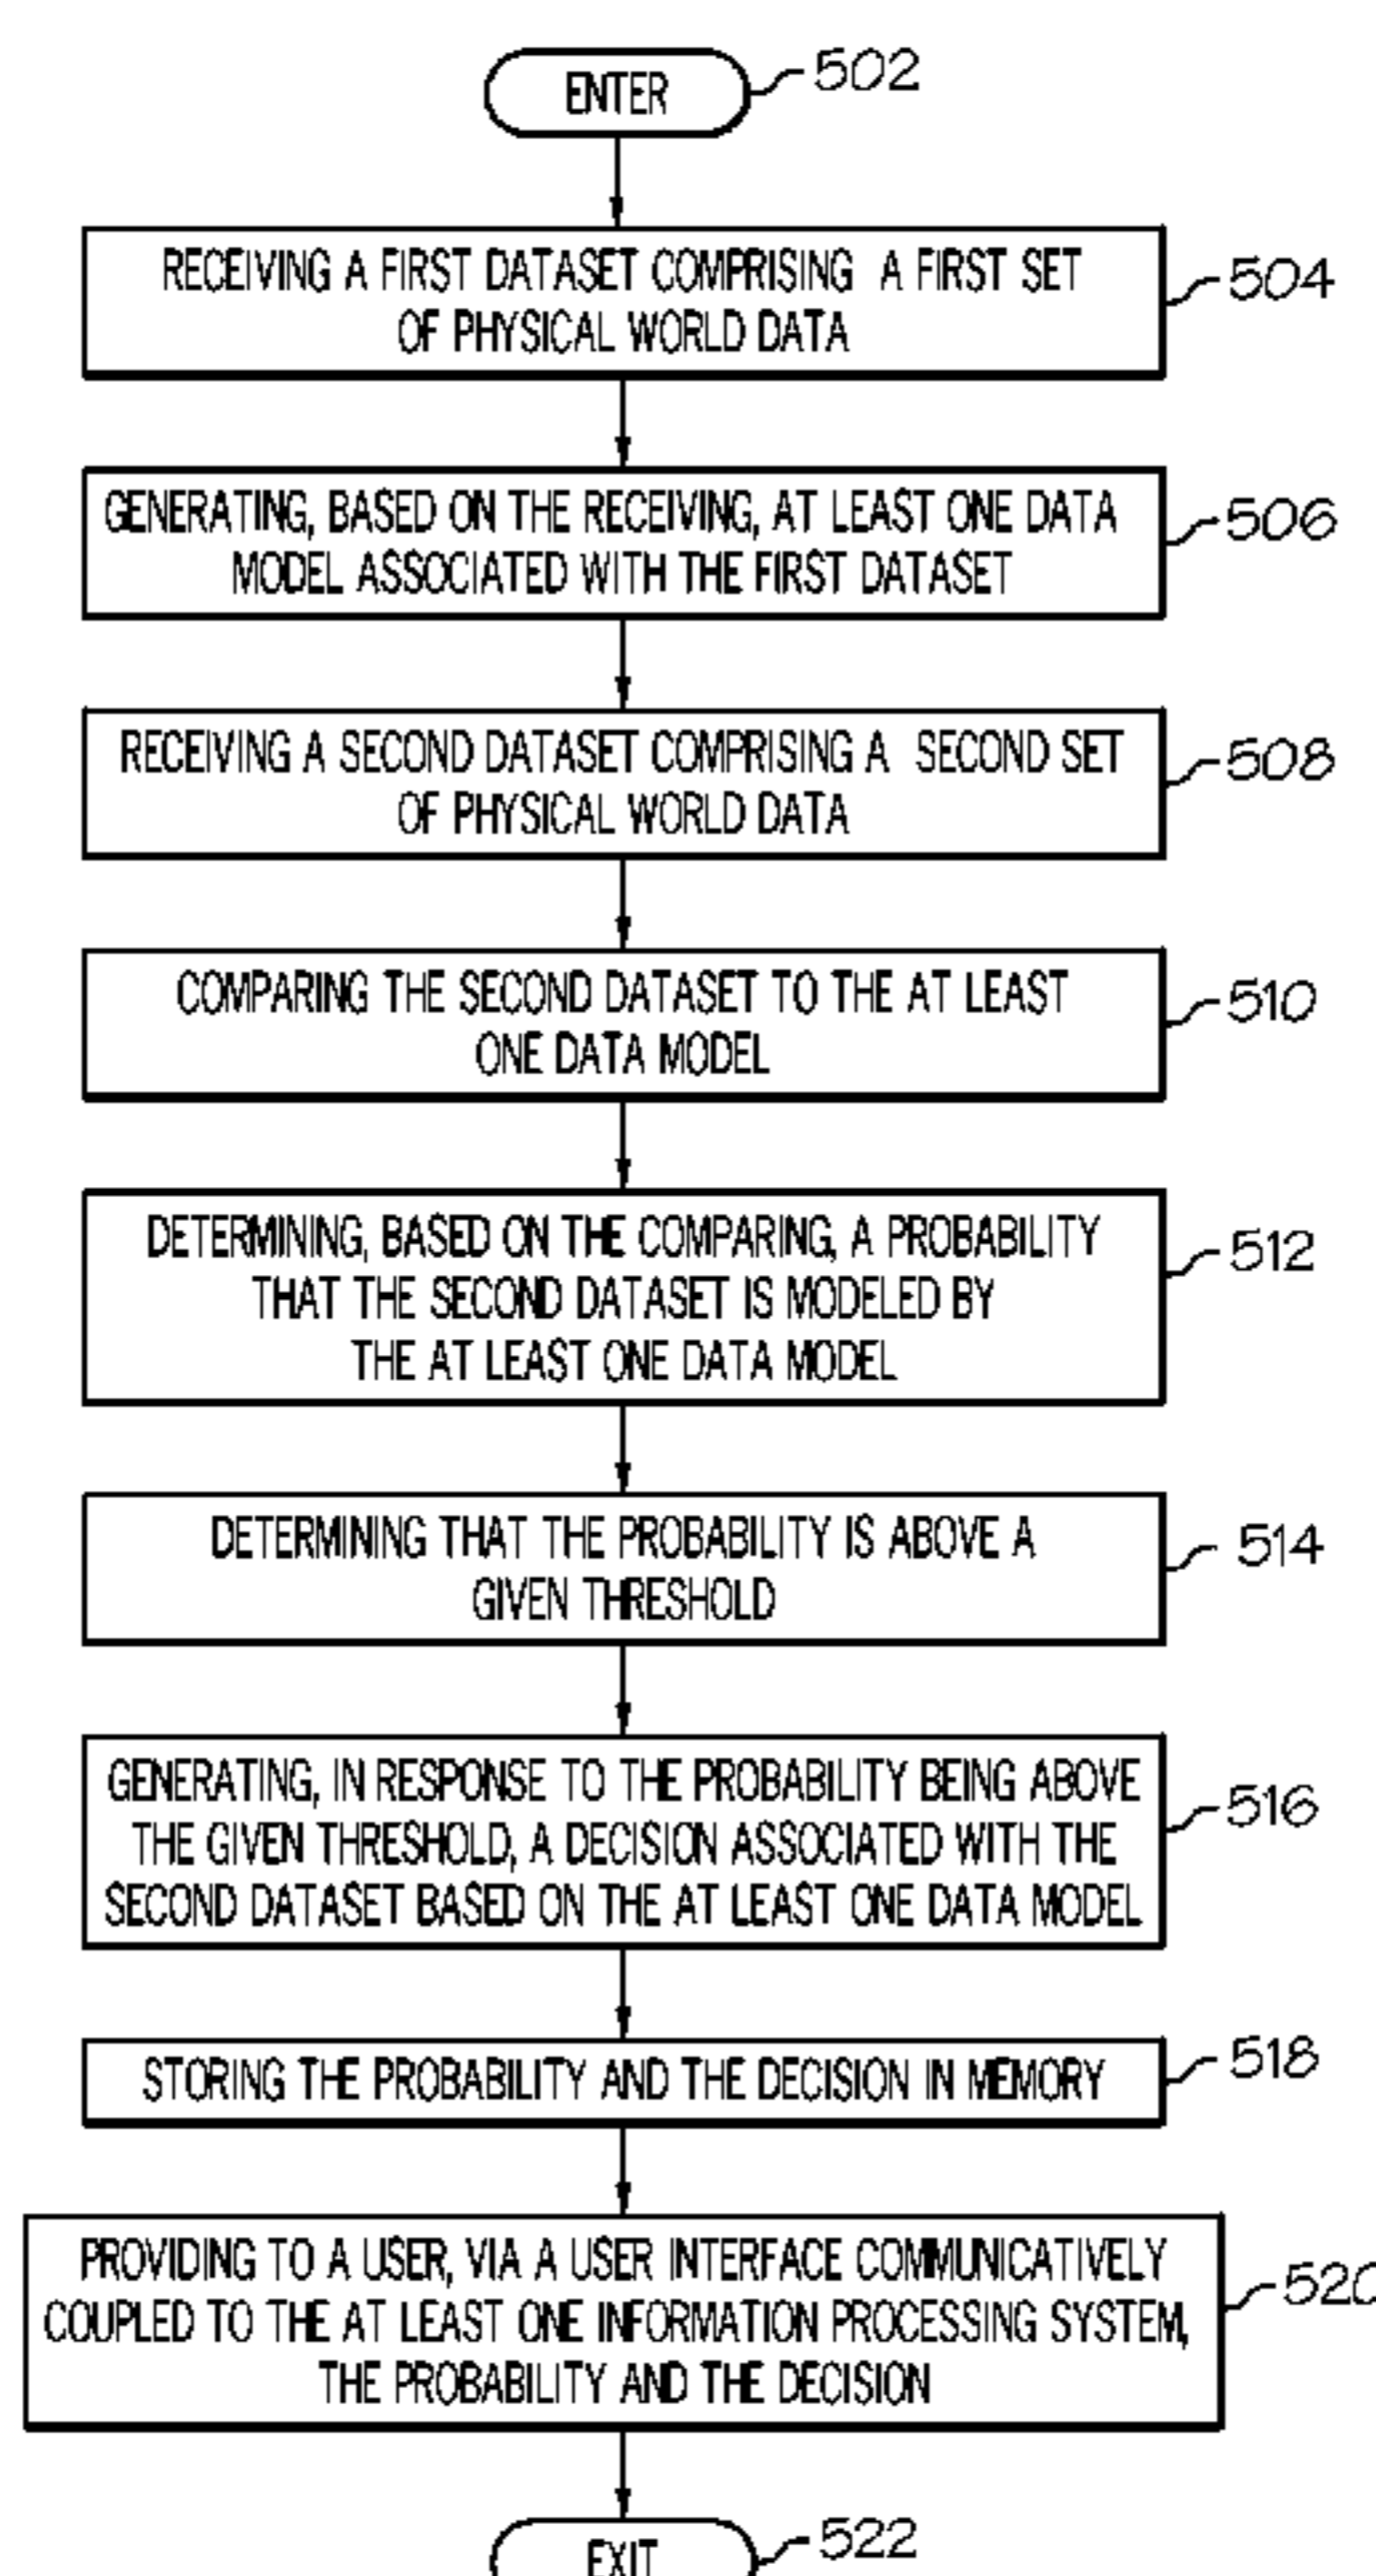 ENTER 502
RECEIVING A FIRST DATASET COMPRISING A FIRST SET
OF PHYSICAL WORLD DATA
504
GENERATING, BASED ON THE RECEIVING, AT LEAST ONE DATA
MODEL ASSOCIATED WITH THE FIRST DATASET
506
RECEIVING A SECOND DATASET COMPRISING A SECOND SET
OF PHYSICAL WORLD DATA
508
COMPARING THE SECOND DATASET TO THE AT LEAST
ONE DATA MODEL
510
DETERMINING, BASED ON THE COMPARING, A PROBABILITY
THAT THE SECOND DATASET IS MODELED BY
THE AT LEAST ONE DATA MODEL
512
DETERMINING THAT THE PROBABILITY IS ABOVE A
GIVEN THRESHOLD
514
GENERATING, IN RESPONSE TO THE PROBABILITY BEING ABOVE
THE GIVEN THRESHOLD, A DECISION ASSOCIATED WITH THE
SECOND DATASET BASED ON THE AT LEAST ONE DATA MODEL
516
STORING THE PROBABILITY AND THE DECISION IN MEMORY
518
PROVIDING TO A USER, VIA A USER INTERFACE COMMUNICATIVELY
COUPLED TO THE AT LEAST ONE INFORMATION PROCESSING SYSTEM,
THE PROBABILITY AND THE DECISION
520
EXIT 522